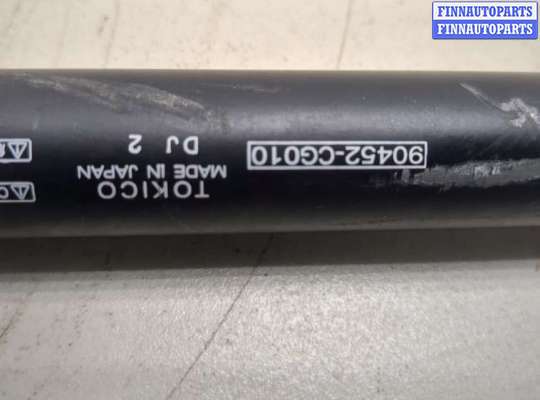 FINNAUTOPARTS
FINNAUTOPARTS
90452-CG010
TOKICO
MADE IN JAPAN
DJ 2